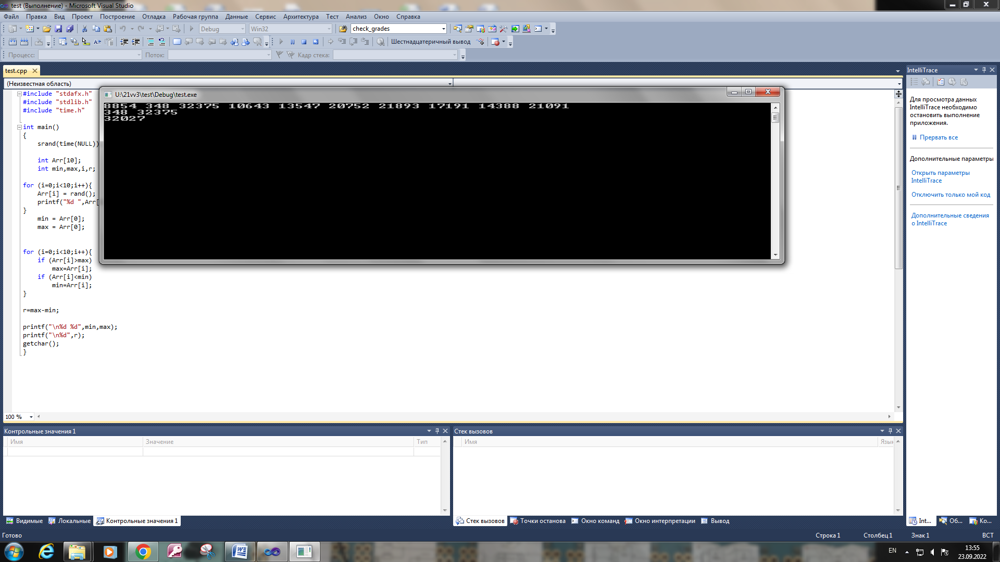 test (Выполнение) - Microsoft Visual Studio
Файл Правка Вид Проект Построение Отладка Рабочая группа Данные Сервис Архитектура Тест Анализ Окно Справка
Debug Win32 check_grades
Шестнадцатеричный вывод
Процесс: Поток: Кадр стека:
test.cpp
(Неизвестная область)
#include "stdafx.h"
#include "stdlib.h"
#include "time.h"
int main()
{
srand(time(NULL))
int Arr[10];
int min,max,i,r;
for (i=0;i<10;i++){
Arr[i] = rand();
printf("%d ",Arr[
}
min = Arr[0];
max = Arr[0];
for (i=0;i<10;i++){
if (Arr[i]>max)
max=Arr[i];
if (Arr[i]<min)
min=Arr[i];
}
r=max-min;
printf("\n%d %d",min,max);
printf("\n%d",r);
getchar();
}
100 %
U:\21vv3\test\Debug\test.exe
8854 348 32375 10643 13547 20752 21893 17191 14388 21091
348 32375
32027
IntelliTrace
Для просмотра данных
IntelliTrace необходимо
остановить выполнение
приложения.
Прервать все
Дополнительные параметры
Открыть параметры
IntelliTrace
Отключить только мой код
Дополнительные сведения
о IntelliTrace
Контрольные значения 1
Имя Значение Тип
Стек вызовов
Имя Язык
Видимые Локальные Контрольные значения 1
Стек вызовов Точки останова Окно команд Окно интерпретации Вывод
Int... Об... Ко...
Готово Строка 1 Столбец 1 Знак 1 ВСТ
EN
13:55
23.09.2022